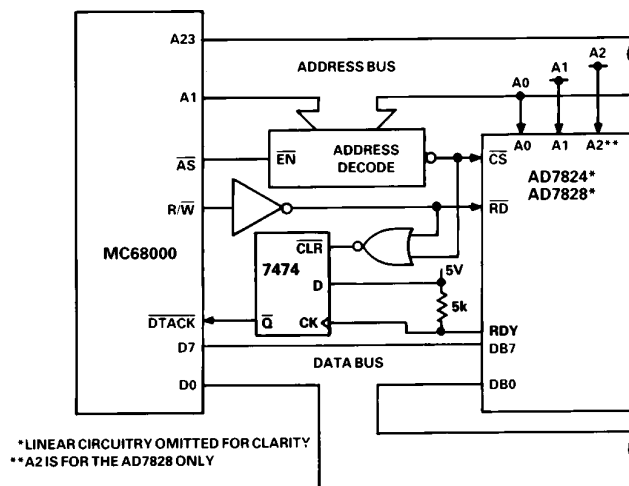 A23
ADDRESS BUS
A2
A1
A0
A1
A0
A1
A2**
AS
EN
ADDRESS
DECODE
CS
AD7824*
AD7828*
R/W
RD
MC68000
CLR
7474
5V
D
5k
DTACK
Q
CK
RDY
D7
DB7
DATA BUS
D0
DB0
*LINEAR CIRCUITRY OMITTED FOR CLARITY
**A2 IS FOR THE AD7828 ONLY